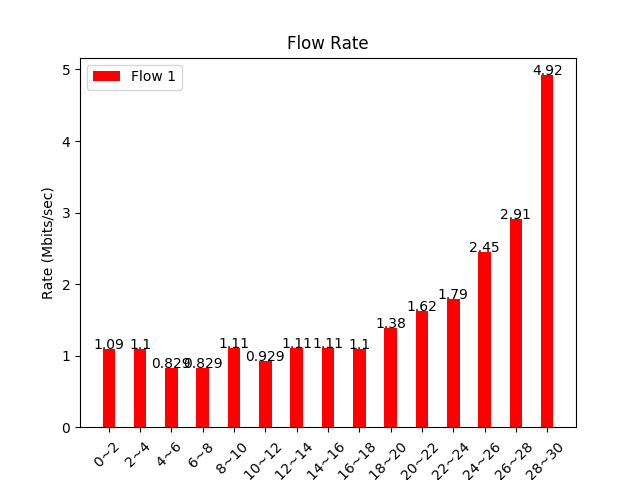 Flow Rate
Flow 1
Rate (Mbits/sec)
5
4
3
2
1
0
1.09 1.1 0.829 0.829 1.11 0.929 1.11 1.11 1.1 1.38 1.62 1.79 2.45 2.91 4.92
0~2 2~4 4~6 6~8 8~10 10~12 12~14 14~16 16~18 18~20 20~22 22~24 24~26 26~28 28~30